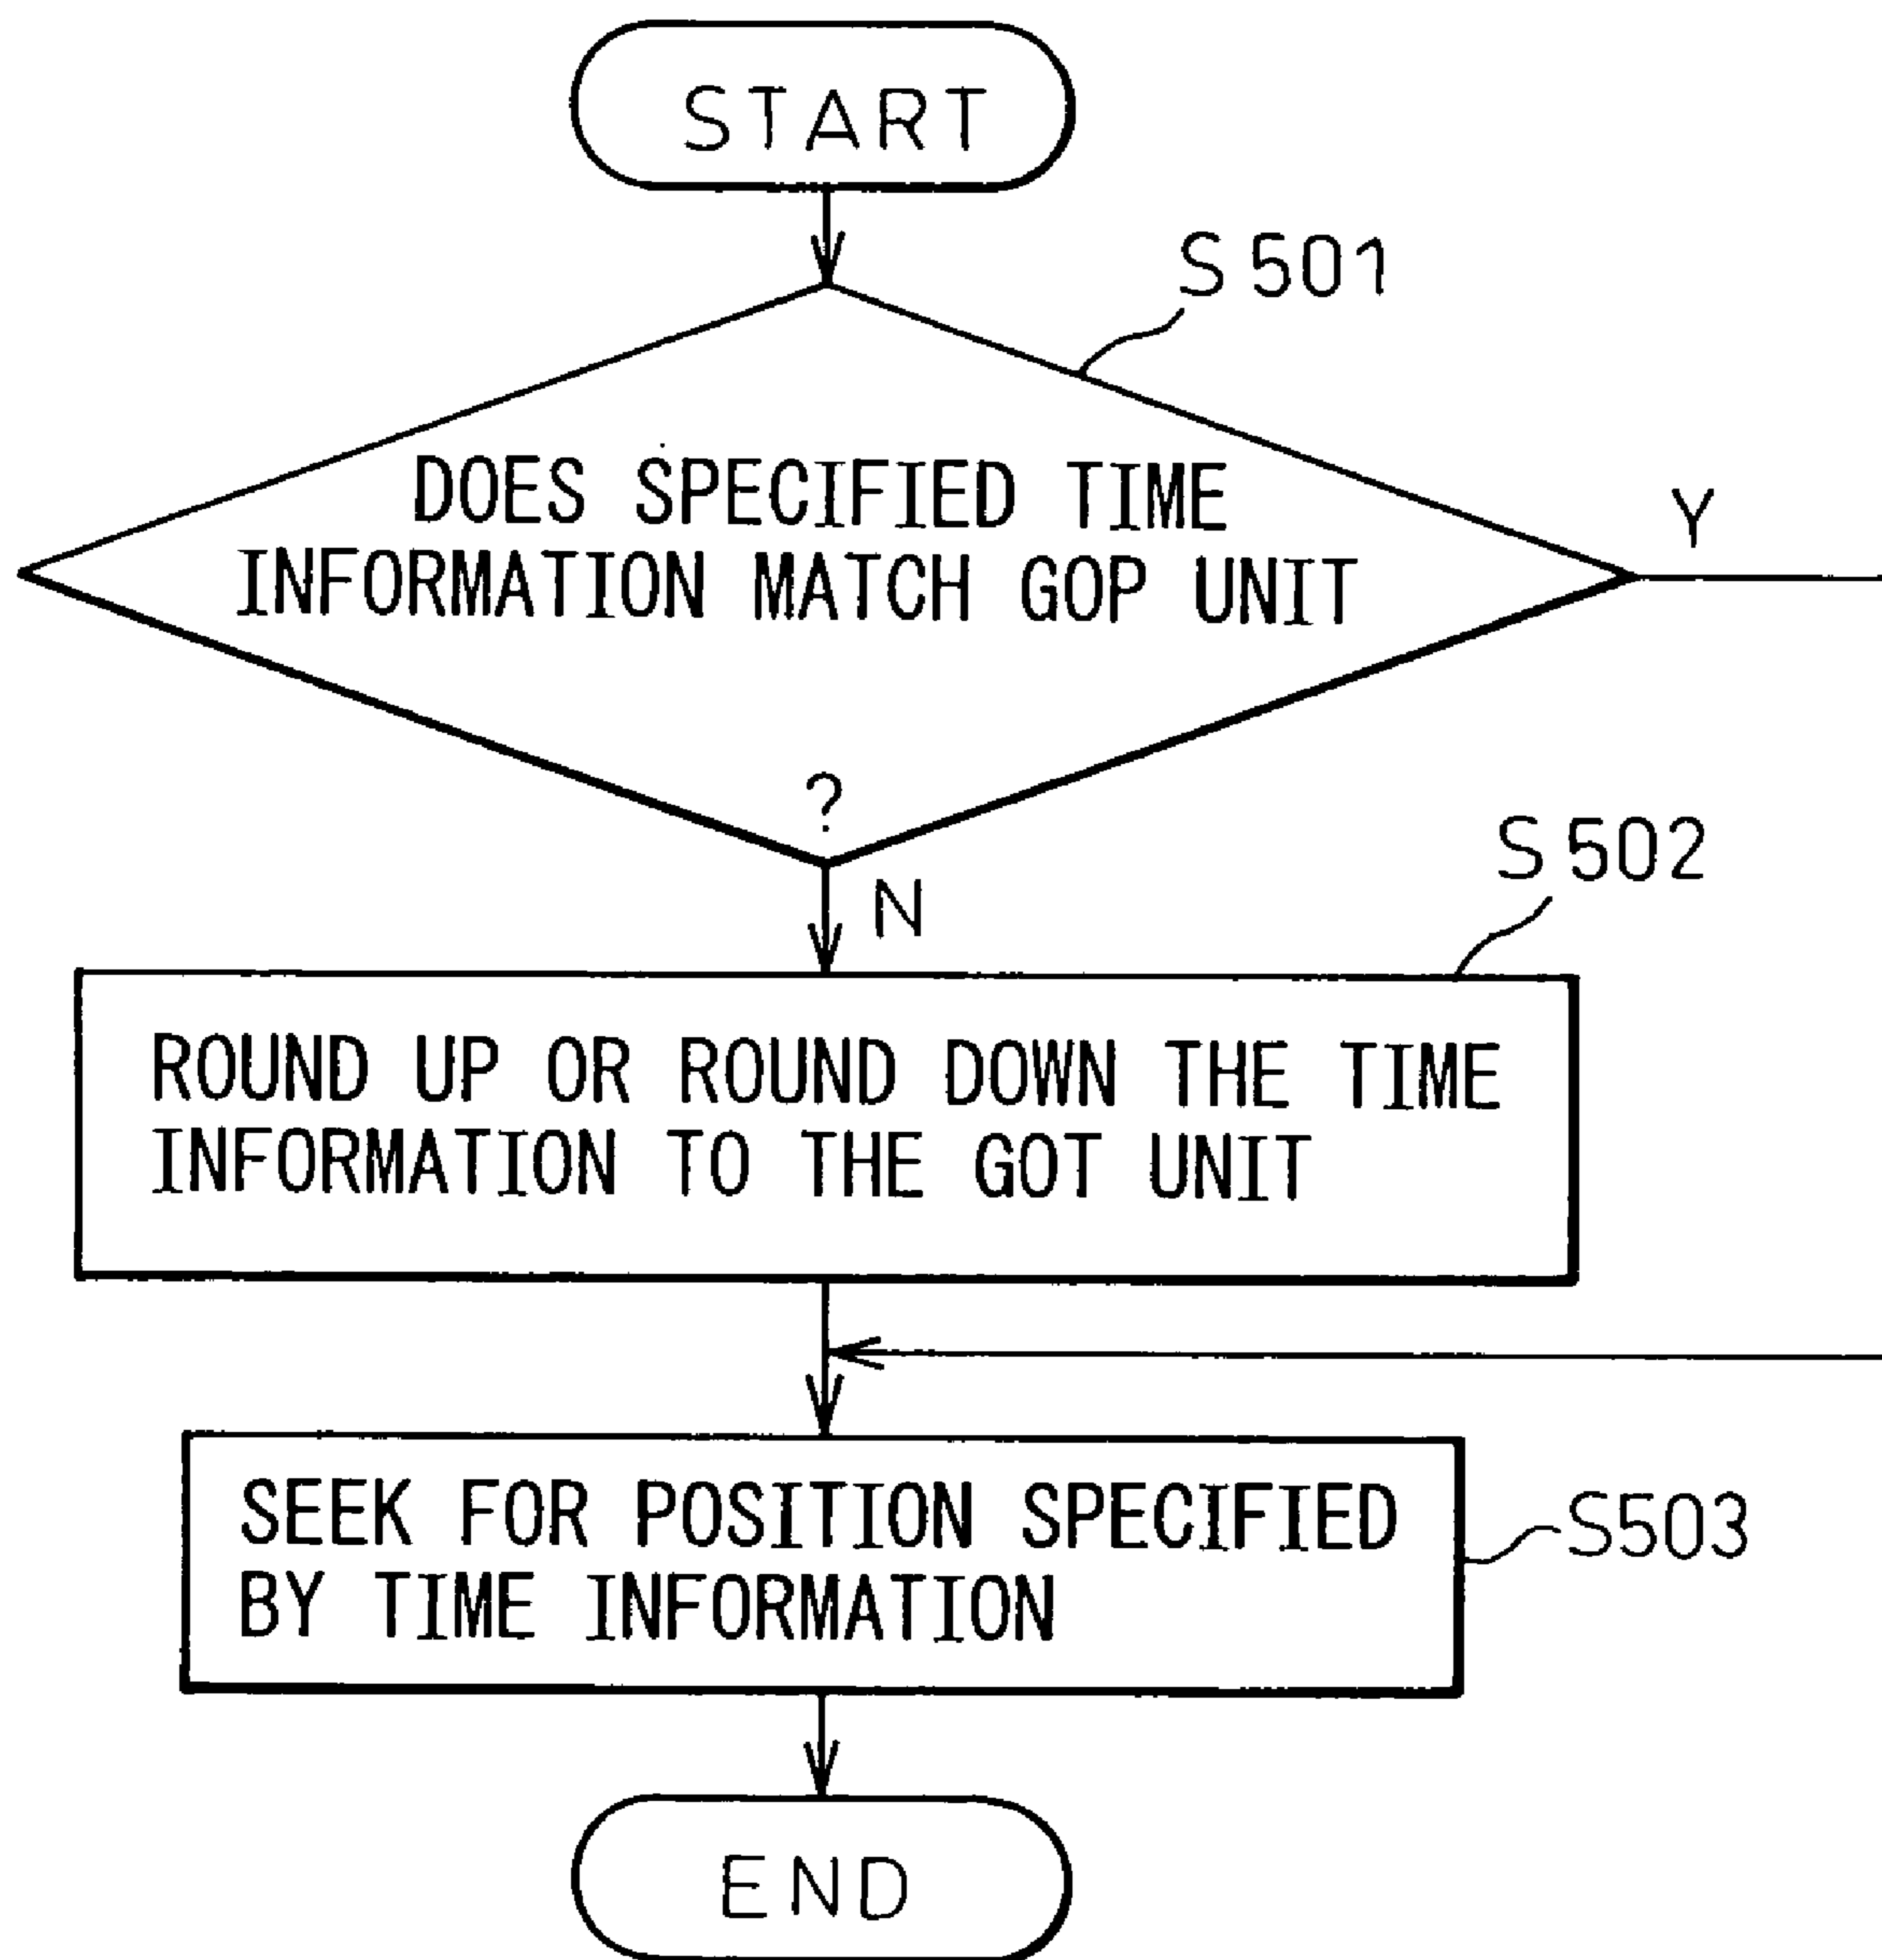 START
S501
DOES SPECIFIED TIME
INFORMATION MATCH GOP UNIT
?
Y
N
S502
ROUND UP OR ROUND DOWN THE TIME
INFORMATION TO THE GOT UNIT
SEEK FOR POSITION SPECIFIED
BY TIME INFORMATION
S503
END